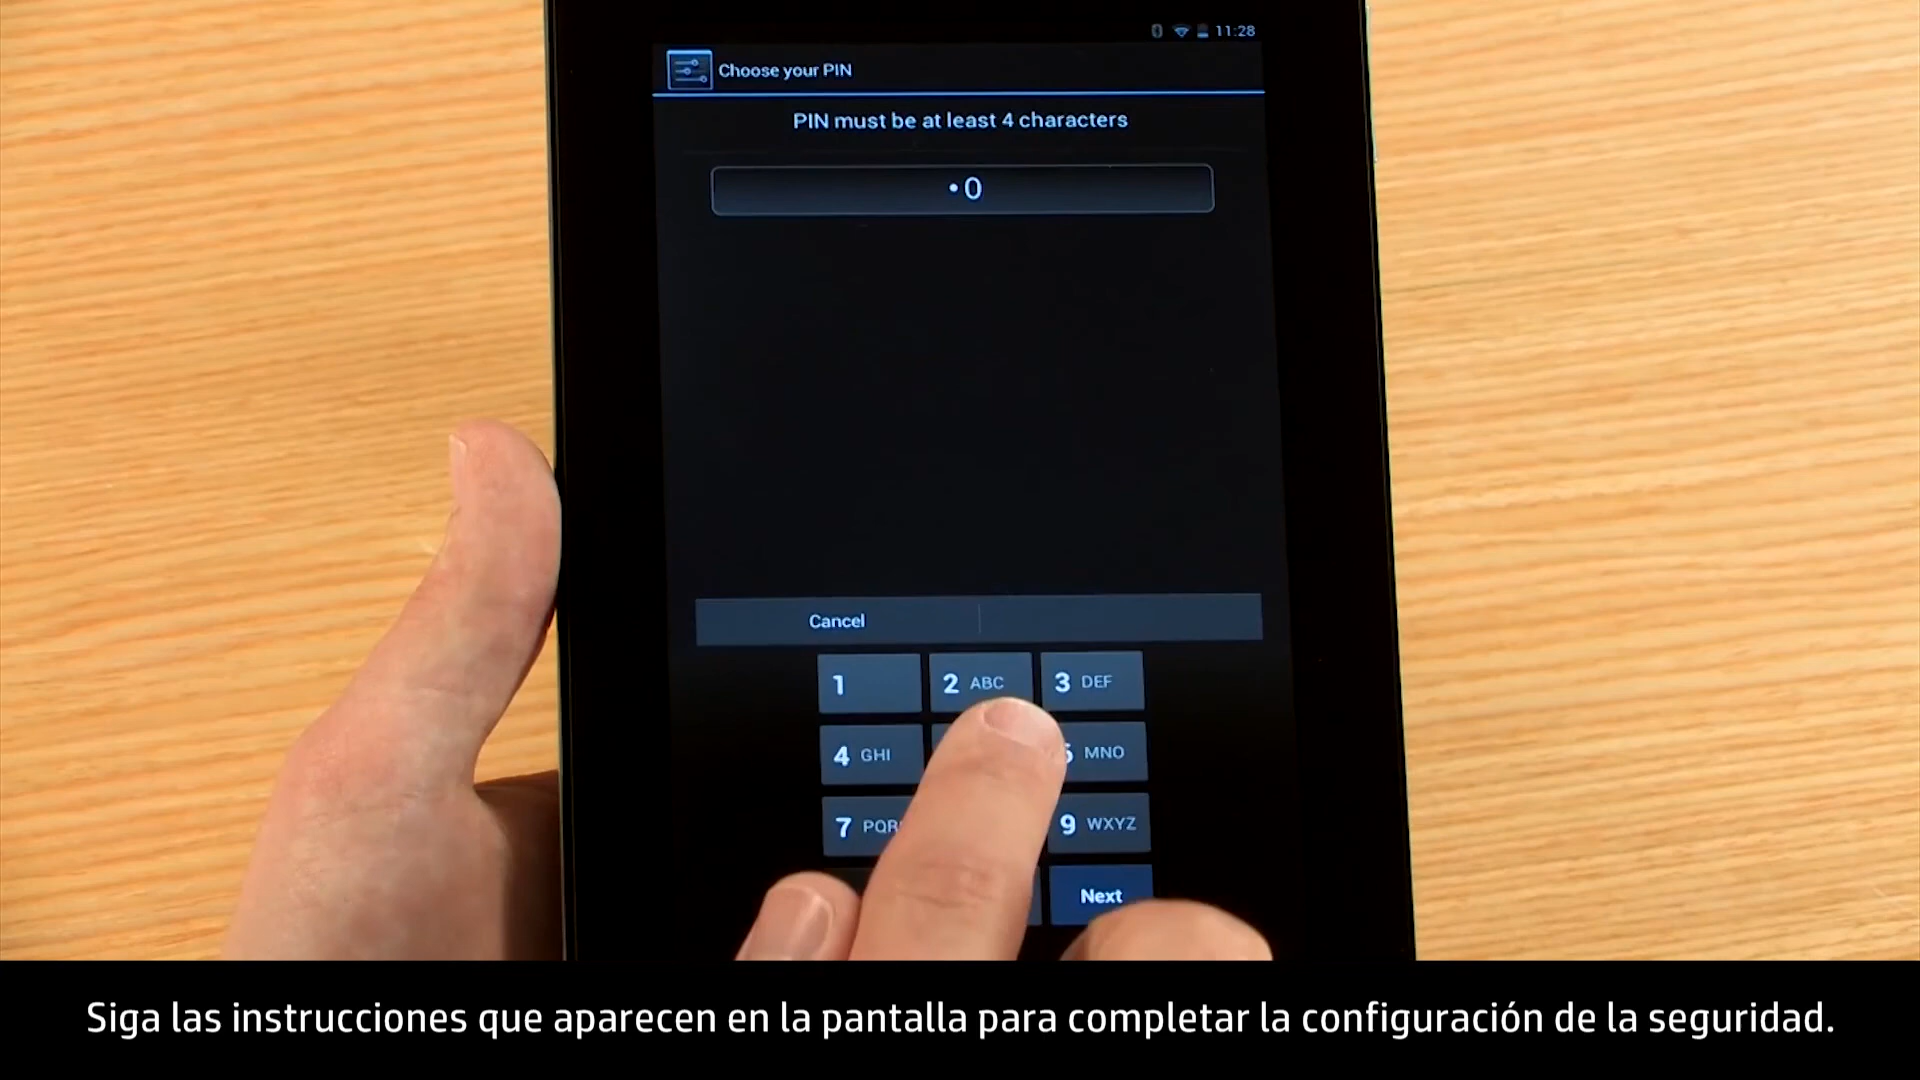 11:28
Choose your PIN
PIN must be at least 4 characters
•0
Cancel
1
2 ABC
3 DEF
4 GHI
MNO
7
9 WXYZ
Next
Siga las instrucciones que aparecen en la pantalla para completar la configuración de la seguridad.